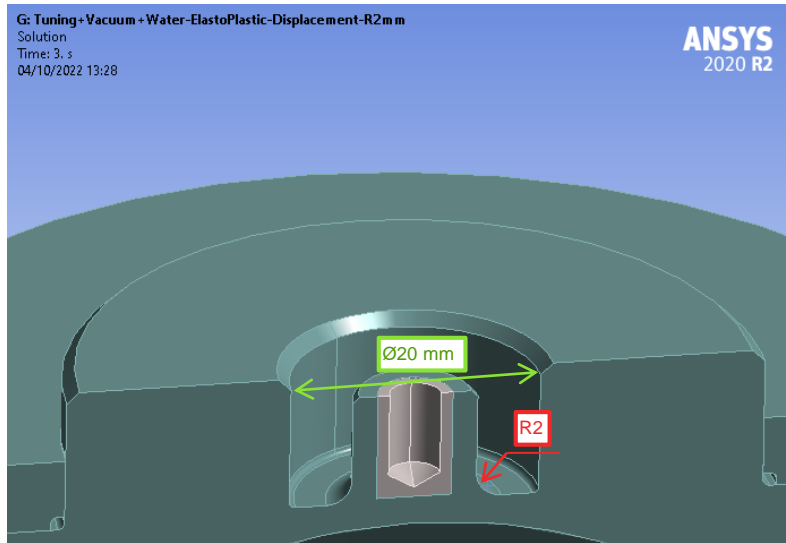 G: Tuning+Vacuum+Water-ElastoPlastic-Displacement-R2mm
Solution
Time: 3. s
04/10/2022 13:28
ANSYS
2020 R2
Ø20 mm
R2